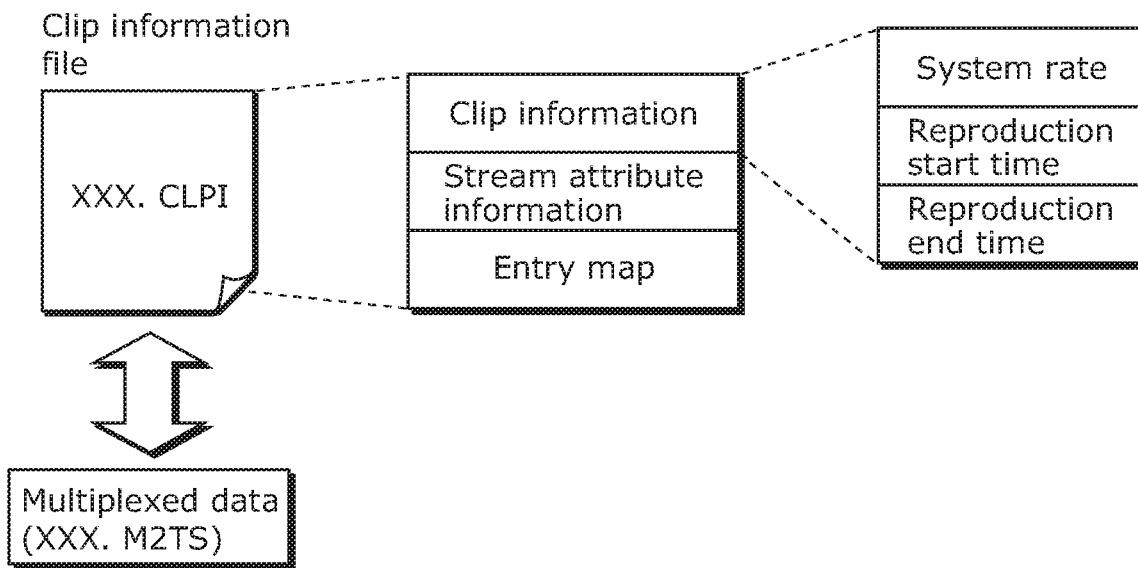 Clip information
file
XXX. CLPI
Multiplexed data
(XXX. M2TS)
Clip information
Stream attribute
information
Entry map
System rate
Reproduction
start time
Reproduction
end time